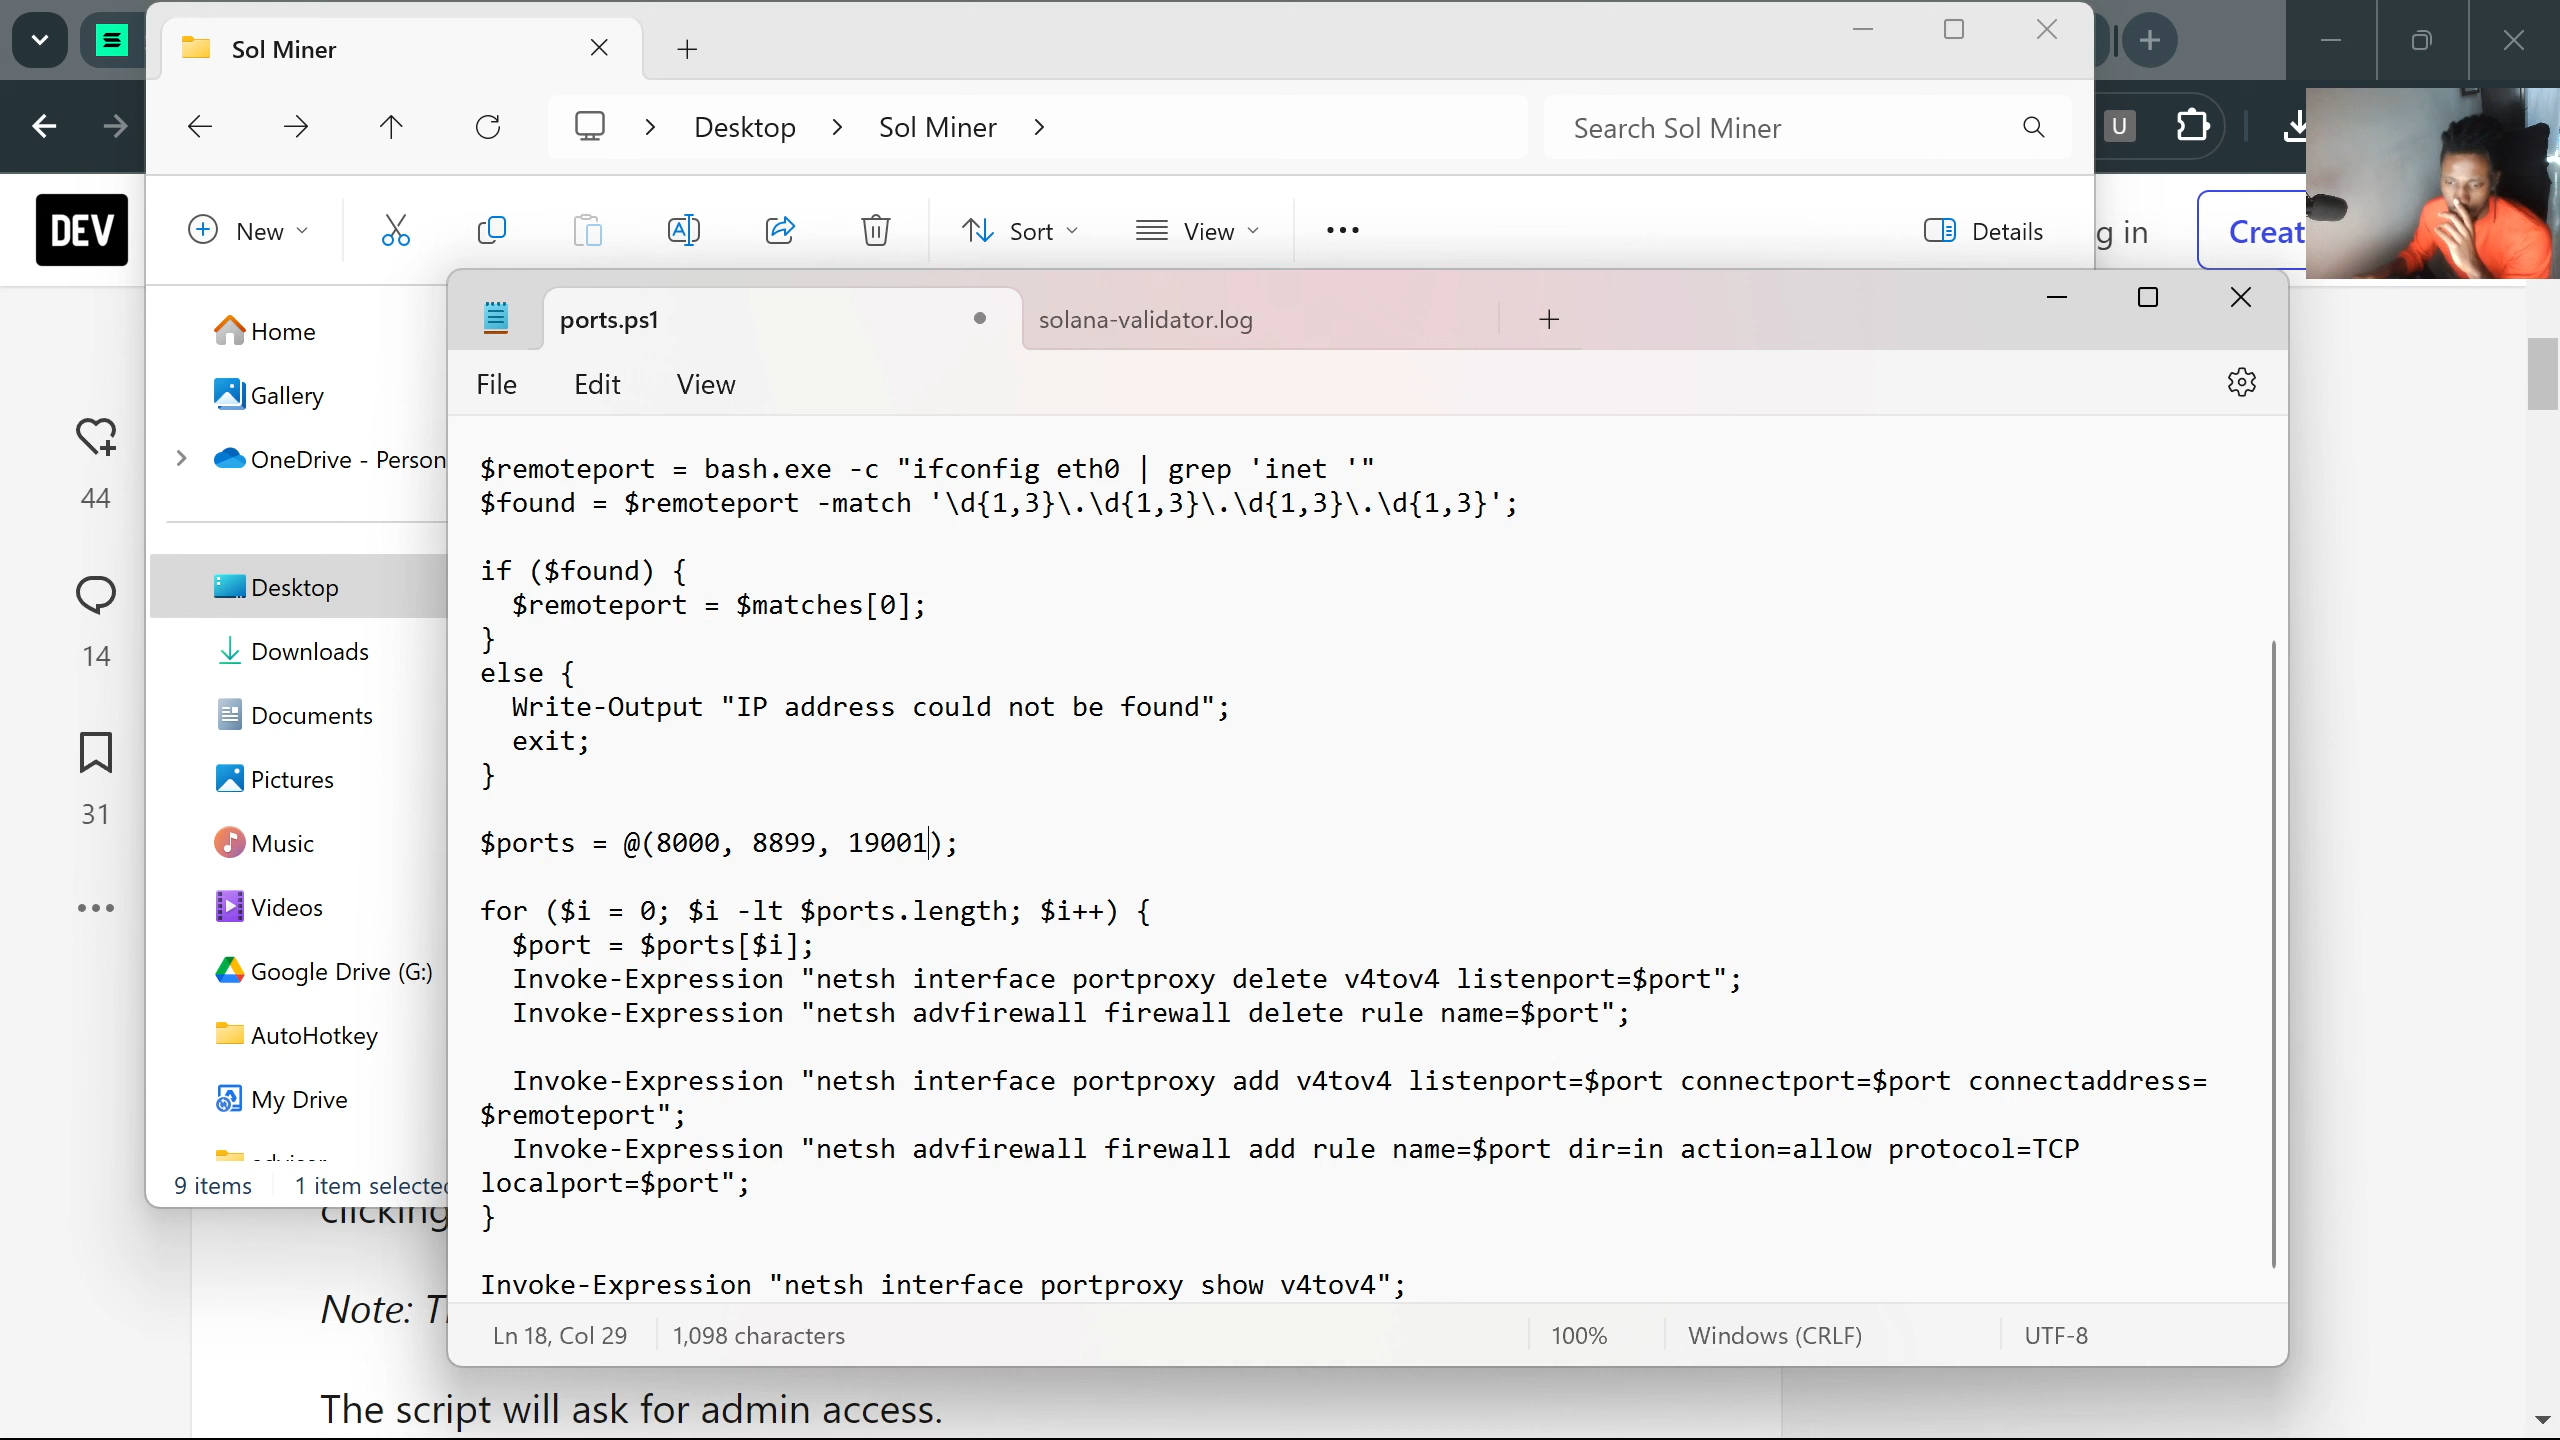 Sol Miner
Desktop
Sol Miner
Search Sol Miner
U
DEV
New
Sort
View
Details
g in
Creat
Home
Gallery
OneDrive - Person
44
Desktop
14
Downloads
Documents
Pictures
31
Music
Videos
Google Drive (G:)
AutoHotkey
My Drive
9 items
1 item selected
ports.ps1
solana-validator.log
File
Edit
View
$remoteport = bash.exe -c "ifconfig eth0 | grep 'inet '"
$found = $remoteport -match '\d{1,3}\.\d{1,3}\.\d{1,3}\.\d{1,3}';
if ($found) {
  $remoteport = $matches[0];
}
else {
  Write-Output "IP address could not be found";
  exit;
}
$ports = @(8000, 8899, 19001);
for ($i = 0; $i -lt $ports.length; $i++) {
  $port = $ports[$i];
  Invoke-Expression "netsh interface portproxy delete v4tov4 listenport=$port";
  Invoke-Expression "netsh advfirewall firewall delete rule name=$port";
  Invoke-Expression "netsh interface portproxy add v4tov4 listenport=$port connectport=$port connectaddress=
$remoteport";
  Invoke-Expression "netsh advfirewall firewall add rule name=$port dir=in action=allow protocol=TCP
localport=$port";
}
Invoke-Expression "netsh interface portproxy show v4tov4";
Ln 18, Col 29
1,098 characters
100%
Windows (CRLF)
UTF-8
clicking
Note: T
The script will ask for admin access.